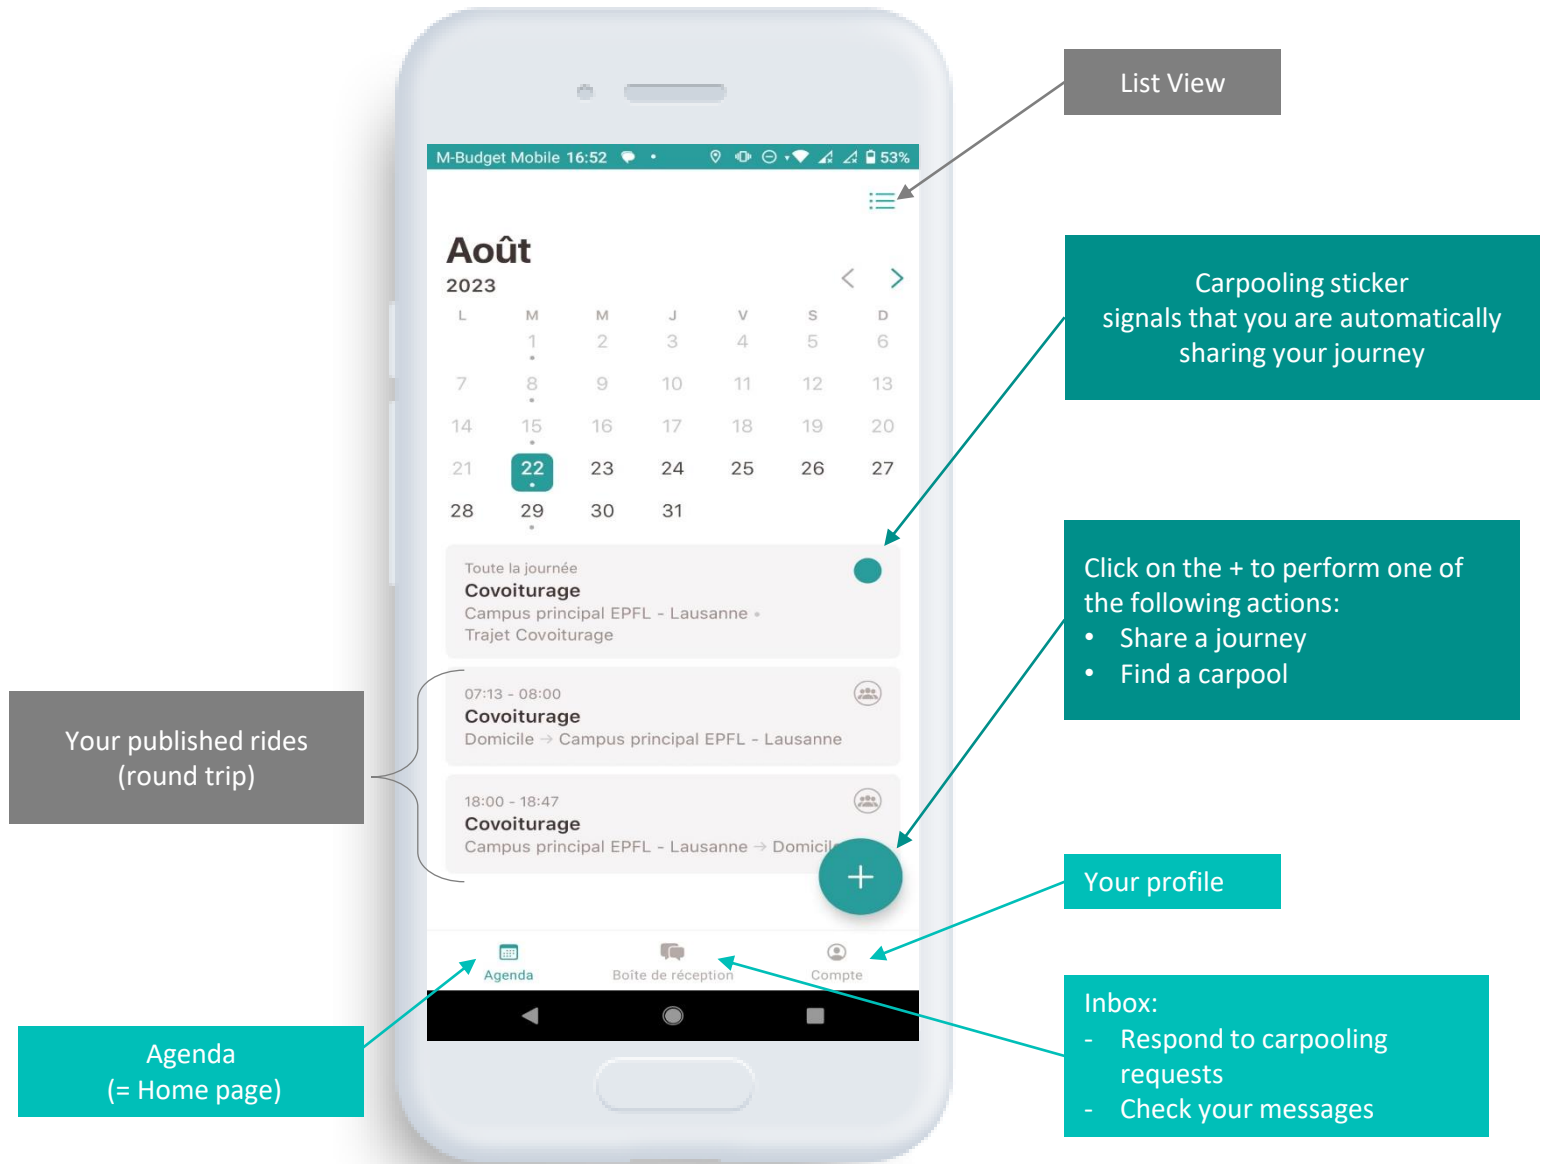 List View
M-Budget Mobile 16:52
53%
Août
2023
L M M J V S D
1 2 3 4 5 6
7 8 9 10 11 12 13
14 15 16 17 18 19 20
21 22 23 24 25 26 27
28 29 30 31
Carpooling sticker
signals that you are automatically
sharing your journey
Toute la journée
Covoiturage
Campus principal EPFL - Lausanne •
Trajet Covoiturage
Click on the + to perform one of
the following actions:
• Share a journey
• Find a carpool
Your published rides
(round trip)
07:13 - 08:00
Covoiturage
Domicile → Campus principal EPFL - Lausanne
18:00 - 18:47
Covoiturage
Campus principal EPFL - Lausanne → Domicile
+
Your profile
Agenda
Boîte de réception
Compte
Agenda
(= Home page)
Inbox:
- Respond to carpooling
requests
- Check your messages